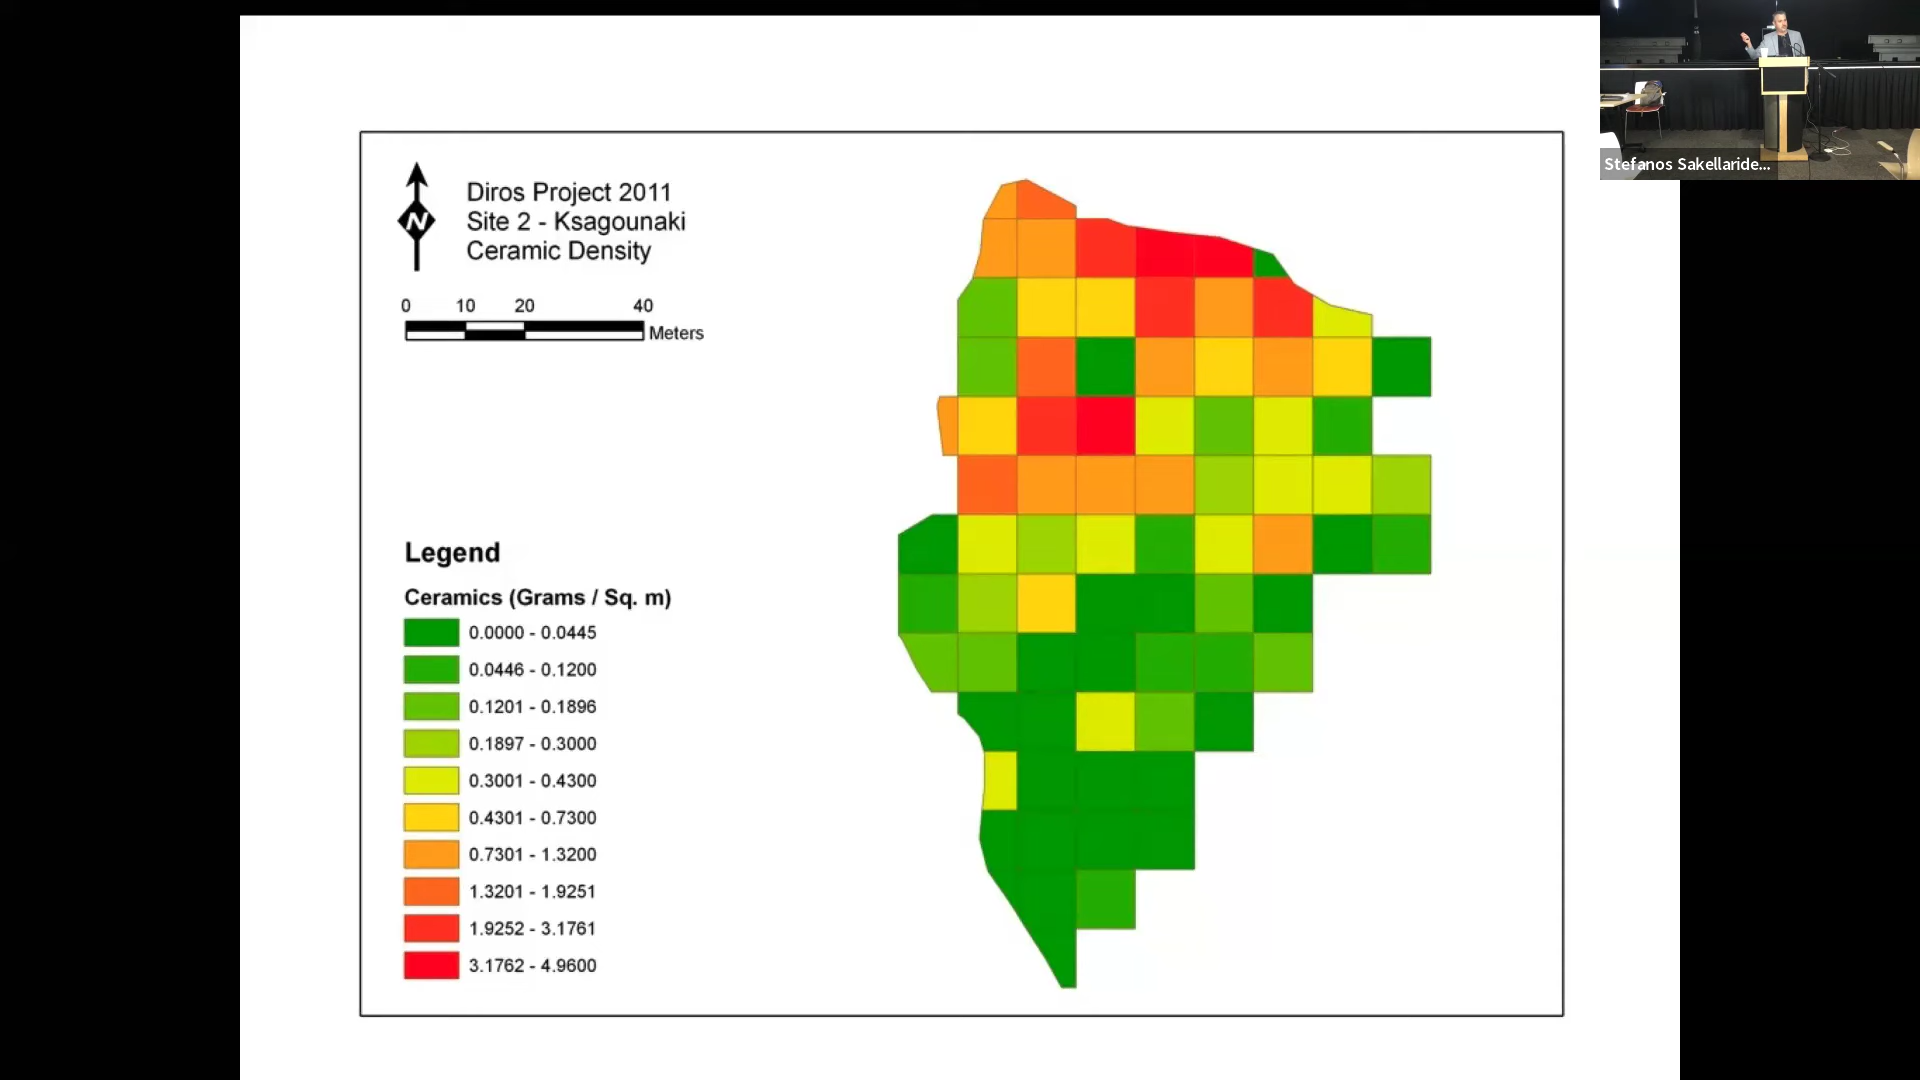 Stefanos Sakellaride...
N
Diros Project 2011
Site 2 - Ksagounaki
Ceramic Density
0 10 20 40
Meters
Legend
Ceramics (Grams / Sq. m)
0.0000 - 0.0445
0.0446 - 0.1200
0.1201 - 0.1896
0.1897 - 0.3000
0.3001 - 0.4300
0.4301 - 0.7300
0.7301 - 1.3200
1.3201 - 1.9251
1.9252 - 3.1761
3.1762 - 4.9600